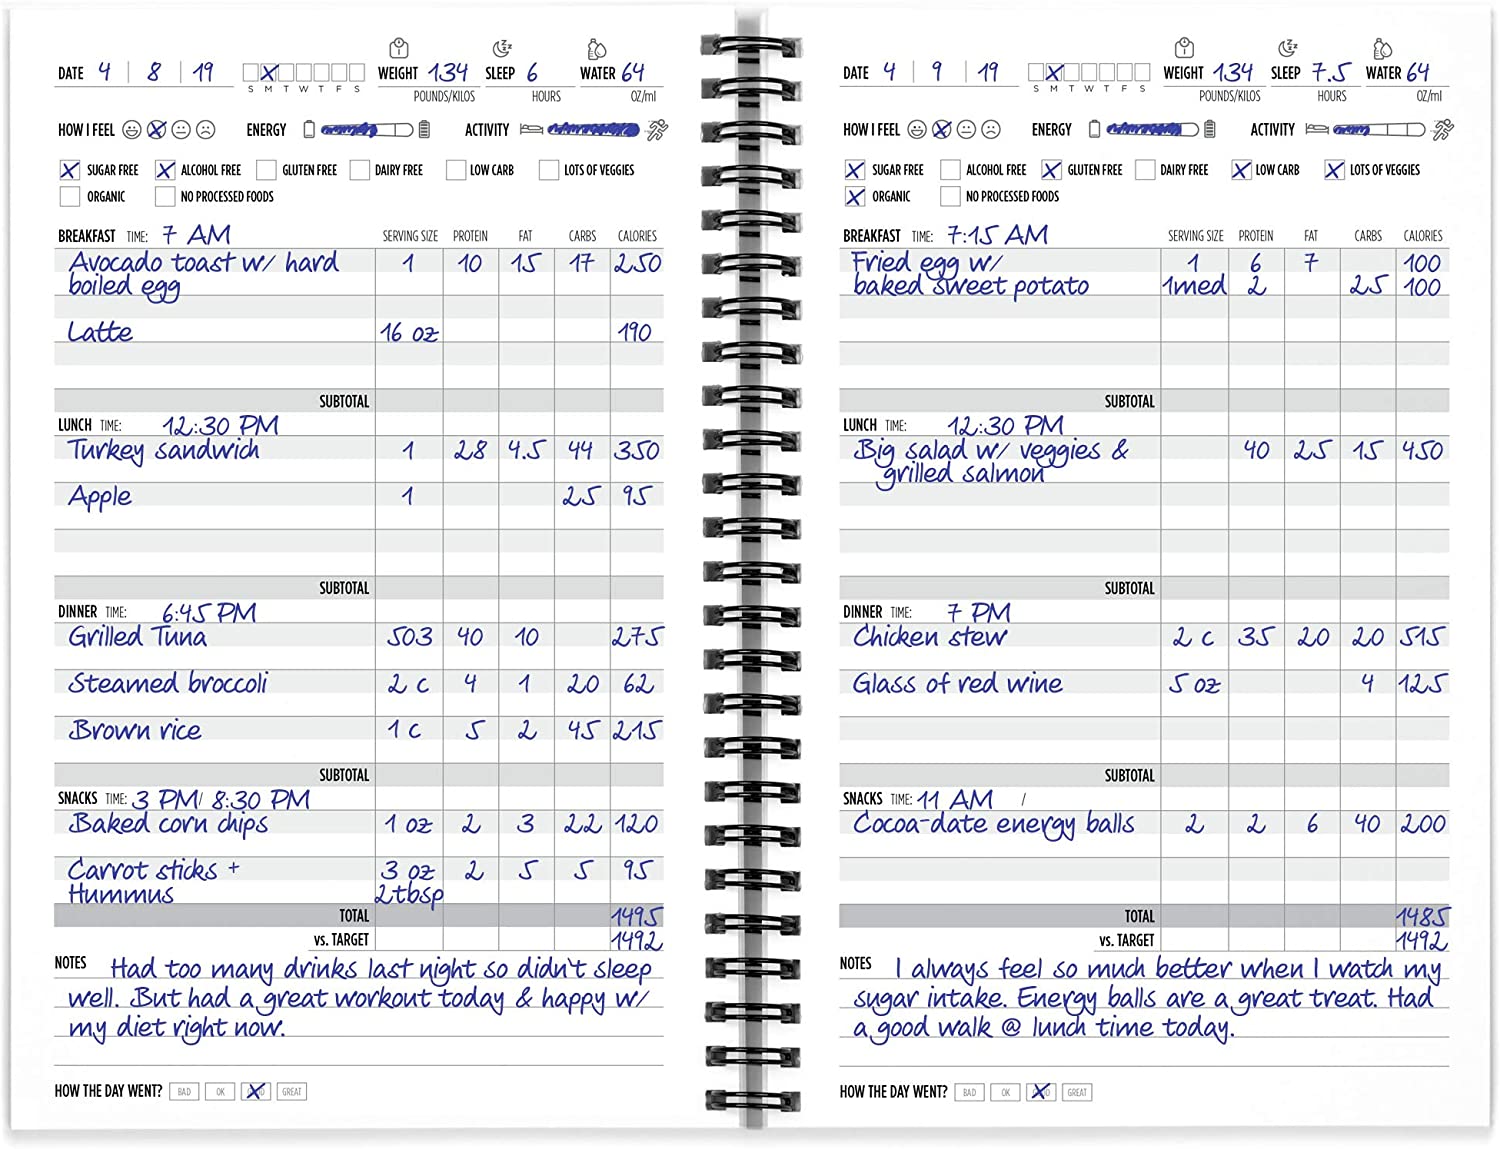 DATE 4 | 8 | 19 X WEIGHT 134 SLEEP 6 WATER 64
S M T W T F S POUNDS/KILOS HOURS OZ/ml
HOW I FEEL X ENERGY ACTIVITY
X SUGAR FREE X ALCOHOL FREE GLUTEN FREE DAIRY FREE LOW CARB LOTS OF VEGGIES
ORGANIC NO PROCESSED FOODS
BREAKFAST TIME: 7 AM SERVING SIZE PROTEIN FAT CARBS CALORIES
Avocado toast w/ hard 1 10 15 17 250
boiled egg
Latte 16 oz 190
SUBTOTAL
LUNCH TIME: 12:30 PM
Turkey sandwich 1 28 4.5 44 350
Apple 1 25 95
SUBTOTAL
DINNER TIME: 6:45 PM
Grilled Tuna 503 40 10 275
Steamed broccoli 2 c 4 1 20 62
Brown rice 1 c 5 2 45 215
SUBTOTAL
SNACKS TIME: 3 PM / 8:30 PM
Baked corn chips 1 oz 2 3 22 120
Carrot sticks + 3 oz 2 5 5 95
Hummus 2tbsp
TOTAL 1495
vs. TARGET 1492
NOTES Had too many drinks last night so didn't sleep
well. But had a great workout today & happy w/
my diet right now.
HOW THE DAY WENT? BAD OK X GREAT
DATE 4 | 9 | 19 X WEIGHT 134 SLEEP 7.5 WATER 64
S M T W T F S POUNDS/KILOS HOURS OZ/ml
HOW I FEEL X ENERGY ACTIVITY
X SUGAR FREE ALCOHOL FREE X GLUTEN FREE DAIRY FREE X LOW CARB X LOTS OF VEGGIES
X ORGANIC NO PROCESSED FOODS
BREAKFAST TIME: 7:15 AM SERVING SIZE PROTEIN FAT CARBS CALORIES
Fried egg w/ 1 6 7 100
baked sweet potato 1med 2 25 100
SUBTOTAL
LUNCH TIME: 12:30 PM
Big salad w/ veggies & 40 25 15 450
grilled salmon
SUBTOTAL
DINNER TIME: 7 PM
Chicken stew 2 c 35 20 20 515
Glass of red wine 5 oz 4 125
SUBTOTAL
SNACKS TIME: 11 AM /
Cocoa-date energy balls 2 2 6 40 200
TOTAL 1485
vs. TARGET 1492
NOTES I always feel so much better when I watch my
sugar intake. Energy balls are a great treat. Had
a good walk @ lunch time today.
HOW THE DAY WENT? BAD OK X GREAT